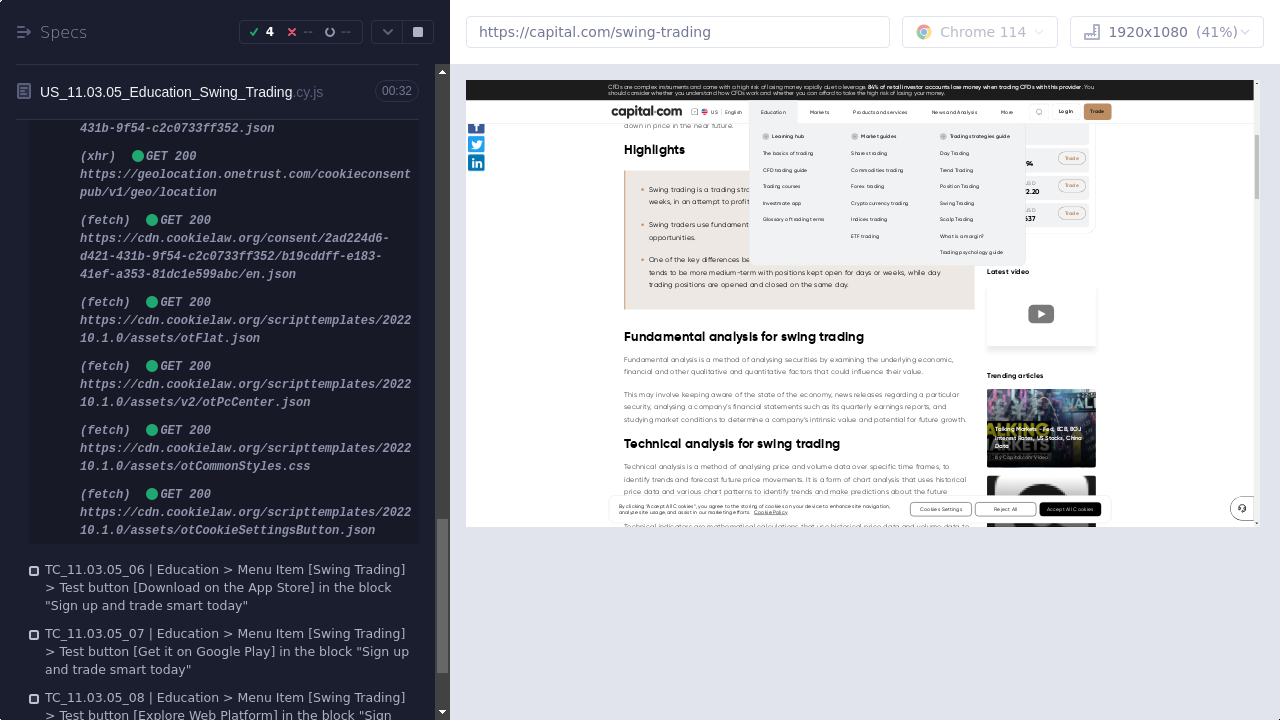 Specs
4
--
--
https://capital.com/swing-trading
Chrome 114
1920x1080 (41%)
US_11.03.05_Education_Swing_Trading.cy.js
00:32
431b-9f54-c2c0733ff352.json
(xhr) GET 200
https://geolocation.onetrust.com/cookieconsent
pub/v1/geo/location
(fetch) GET 200
https://cdn.cookielaw.org/consent/2ad224d6-
d421-431b-9f54-c2c0733ff352/9ecddff-e183-
41ef-a353-81dc1e599abc/en.json
(fetch) GET 200
https://cdn.cookielaw.org/scripttemplates/2022
10.1.0/assets/otFlat.json
(fetch) GET 200
https://cdn.cookielaw.org/scripttemplates/2022
10.1.0/assets/v2/otPcCenter.json
(fetch) GET 200
https://cdn.cookielaw.org/scripttemplates/2022
10.1.0/assets/otCommonStyles.css
(fetch) GET 200
https://cdn.cookielaw.org/scripttemplates/2022
10.1.0/assets/otCookieSettingsButton.json
TC_11.03.05_06 | Education > Menu Item [Swing Trading]
> Test button [Download on the App Store] in the block
"Sign up and trade smart today"
TC_11.03.05_07 | Education > Menu Item [Swing Trading]
> Test button [Get it on Google Play] in the block "Sign up
and trade smart today"
TC_11.03.05_08 | Education > Menu Item [Swing Trading]
> Test button [Explore Web Platform] in the block "Sign
CFDs are complex instruments and come with a high risk of losing money rapidly due to leverage. 84% of retail investor accounts lose money when trading CFDs with this provider. You
should consider whether you understand how CFDs work and whether you can afford to take the high risk of losing your money.
capital.com
US | English
Education
Markets
Products and services
News and Analysis
More
Log In
Trade
down in price in the near future.
Learning hub
The basics of trading
CFD trading guide
Trading courses
Investmate app
Glossary of trading terms
Market guides
Shares trading
Commodities trading
Forex trading
Cryptocurrency trading
Indices trading
ETF trading
Trading strategies guide
Day Trading
Trend Trading
Position Trading
Swing Trading
Scalp Trading
What is a margin?
Trading psychology guide
Trade
Trade
Trade
Highlights
Swing trading is a trading
weeks, in an attempt to profit
Swing traders use
opportunities.
One of the key differences
tends to be more medium-term with positions kept open for days or weeks, while day
trading positions are opened and closed on the same day.
Fundamental analysis for swing trading
Fundamental analysis is a method of analysing securities by examining the underlying economic,
financial and other qualitative and quantitative factors that could influence their value.
This may involve keeping aware of the state of the economy, news releases regarding a particular
security, analysing a company's financial statements such as its quarterly earnings reports, and
studying market conditions to determine a company's intrinsic value and potential for future growth.
Technical analysis for swing trading
Technical analysis is a method of analysing price and volume data over specific time frames, to
identify trends and forecast future price movements. It is a form of chart analysis that uses historical
price data and various chart patterns to identify trends and make predictions about the future
Latest video
Trending articles
Talking Markets - Fed, ECB, BOJ
Interest Rates, US Stocks, China
Data
By Capital.com Video
By clicking "Accept All Cookies", you agree to the storing of cookies on your device to enhance site navigation,
analyse site usage, and assist in our marketing efforts. Cookie Policy
Cookies Settings
Reject All
Accept All Cookies
Technical indicators are mathematical calculations that use historical price data and volume data to